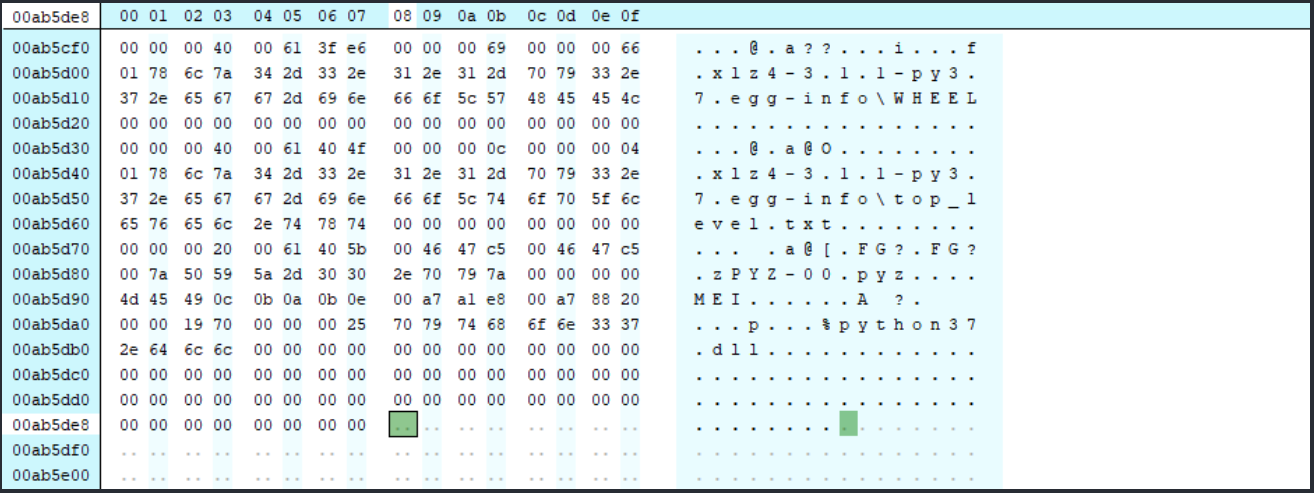 00ab5de8 00 01 02 03 04 05 06 07 08 09 0a 0b 0c 0d 0e 0f
00ab5cf0 00 00 00 40 00 61 3f e6 00 00 00 69 00 00 00 66 ...@.a??...i...f
00ab5d00 01 78 6c 7a 34 2d 33 2e 31 2e 31 2d 70 79 33 2e .xlz4-3.1.1-py3.
00ab5d10 37 2e 65 67 67 2d 69 6e 66 6f 5c 57 48 45 45 4c 7.egg-info\WHEEL
00ab5d20 00 00 00 00 00 00 00 00 00 00 00 00 00 00 00 00 ................
00ab5d30 00 00 00 40 00 61 40 4f 00 00 00 0c 00 00 00 04 ...@.a@O........
00ab5d40 01 78 6c 7a 34 2d 33 2e 31 2e 31 2d 70 79 33 2e .xlz4-3.1.1-py3.
00ab5d50 37 2e 65 67 67 2d 69 6e 66 6f 5c 74 6f 70 5f 6c 7.egg-info\top_l
00ab5d60 65 76 65 6c 2e 74 78 74 00 00 00 00 00 00 00 00 evel.txt........
00ab5d70 00 00 00 20 00 61 40 5b 00 46 47 c5 00 46 47 c5 ... .a@[.FG?.FG?
00ab5d80 00 7a 50 59 5a 2d 30 30 2e 70 79 7a 00 00 00 00 .zPYZ-00.pyz....
00ab5d90 4d 45 49 0c 0b 0a 0b 0e 00 a7 a1 e8 00 a7 88 20 MEI......A ?.
00ab5da0 00 00 19 70 00 00 00 25 70 79 74 68 6f 6e 33 37 ...p...%python37
00ab5db0 2e 64 6c 6c 00 00 00 00 00 00 00 00 00 00 00 00 .dll............
00ab5dc0 00 00 00 00 00 00 00 00 00 00 00 00 00 00 00 00 ................
00ab5dd0 00 00 00 00 00 00 00 00 00 00 00 00 00 00 00 00 ................
00ab5de8 00 00 00 00 00 00 00 00 .. .. .. .. .. .. .. .. ................
00ab5df0 .. .. .. .. .. .. .. .. .. .. .. .. .. .. .. .. ................
00ab5e00 .. .. .. .. .. .. .. .. .. .. .. .. .. .. .. .. ................